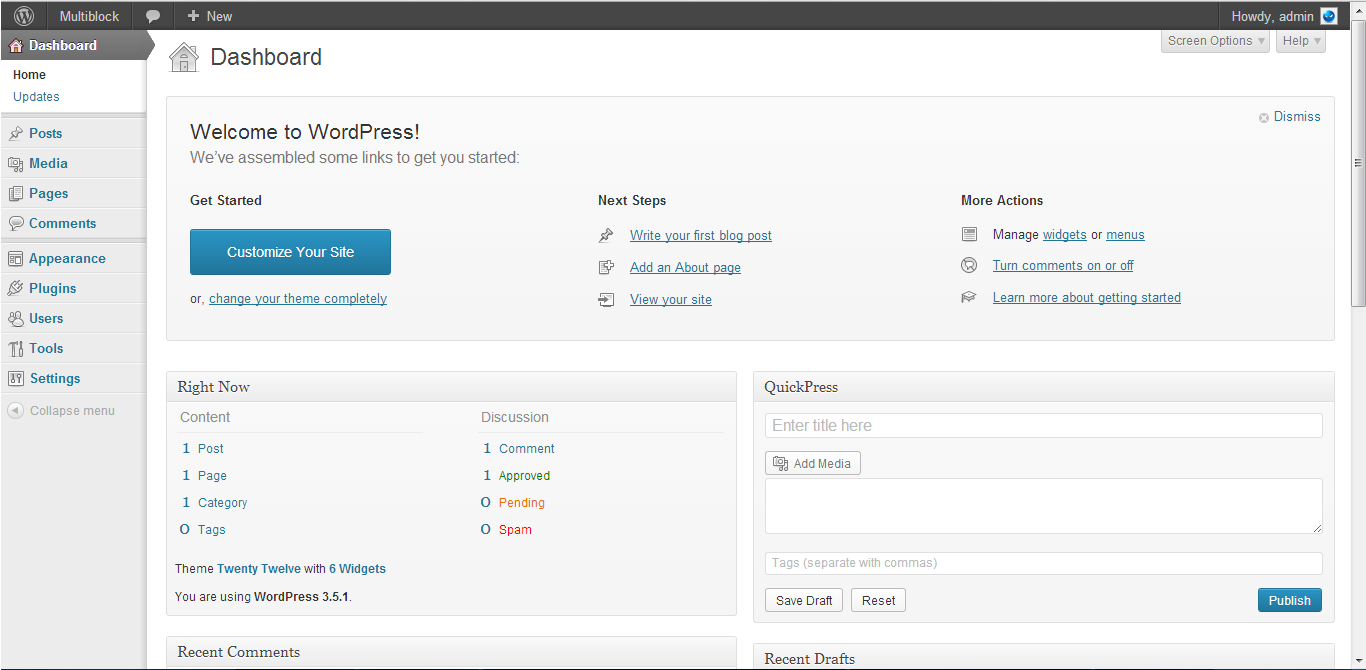 Multiblock
New
Howdy, admin
Dashboard
Home
Updates
Posts
Media
Pages
Comments
Appearance
Plugins
Users
Tools
Settings
Collapse menu
Dashboard
Screen Options
Help
Dismiss
Welcome to WordPress!
We’ve assembled some links to get you started:
Get Started
Customize Your Site
or, change your theme completely
Next Steps
Write your first blog post
Add an About page
View your site
More Actions
Manage widgets or menus
Turn comments on or off
Learn more about getting started
Right Now
Content
1 Post
1 Page
1 Category
0 Tags
Discussion
1 Comment
1 Approved
0 Pending
0 Spam
Theme Twenty Twelve with 6 Widgets
You are using WordPress 3.5.1.
QuickPress
Enter title here
Add Media
Tags (separate with commas)
Save Draft
Reset
Publish
Recent Comments
Recent Drafts